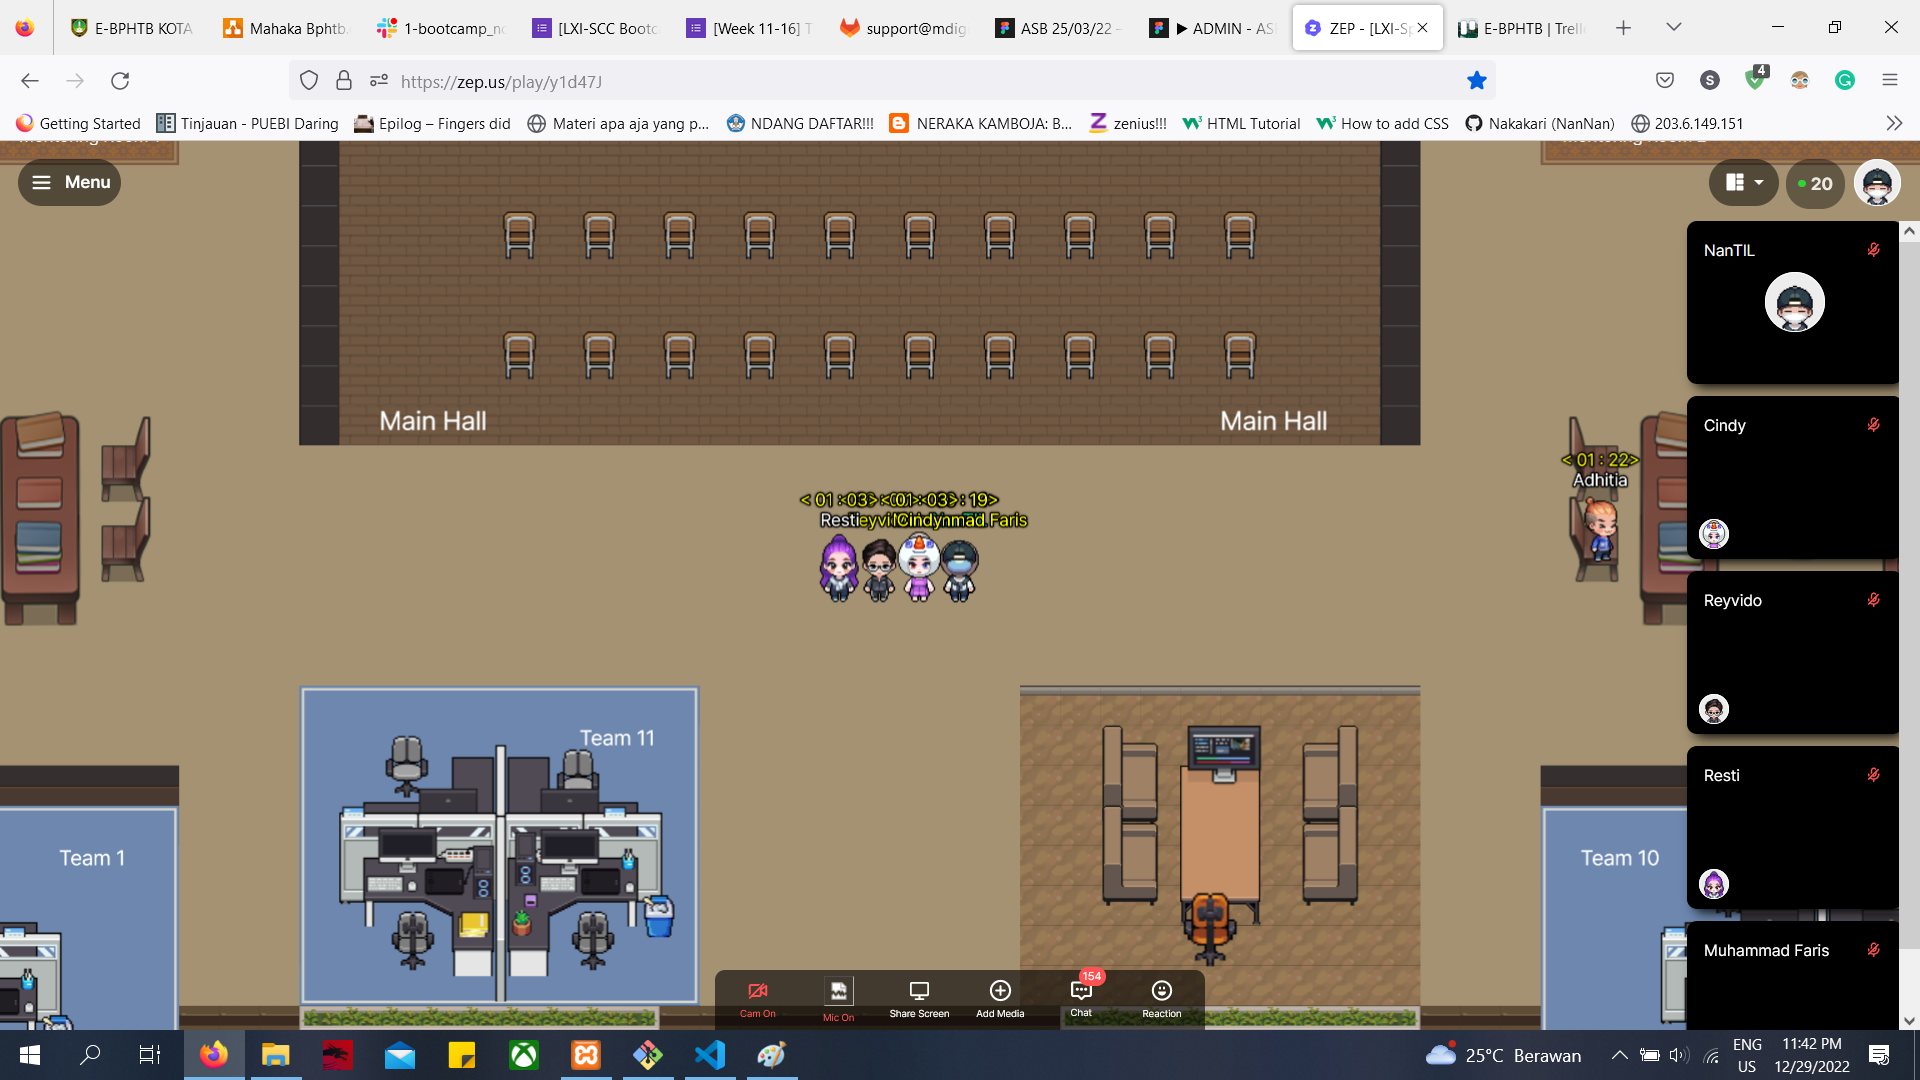 E-BPHTB KOTA
Mahaka Bphtb.
1-bootcamp_n
[LXI-SCC Bootc
[Week 11-16] T
support@mdig
ASB 25/03/22 -
ADMIN - AS
ZEP - [LXI-Sp
E-BPHTB | Trell
https://zep.us/play/y1d47J
S
4
Getting Started
Tinjauan - PUEBI Daring
Epilog – Fingers did
Materi apa aja yang p...
NDANG DAFTAR!!!
NERAKA KAMBOJA: B...
zenius!!!
HTML Tutorial
How to add CSS
Nakakari (NanNan)
203.6.149.151
Menu
20
NanTIL
Main Hall
Main Hall
Cindy
< 01 : 22>
Adhitia
< 01 : 03>
: 19>
Resti
Cindy
Faris
Reyvido
Team 11
Resti
Team 1
Team 10
Muhammad Faris
154
Cam On
Mic On
Share Screen
Add Media
Chat
Reaction
25°C Berawan
ENG
US
11:42 PM
12/29/2022